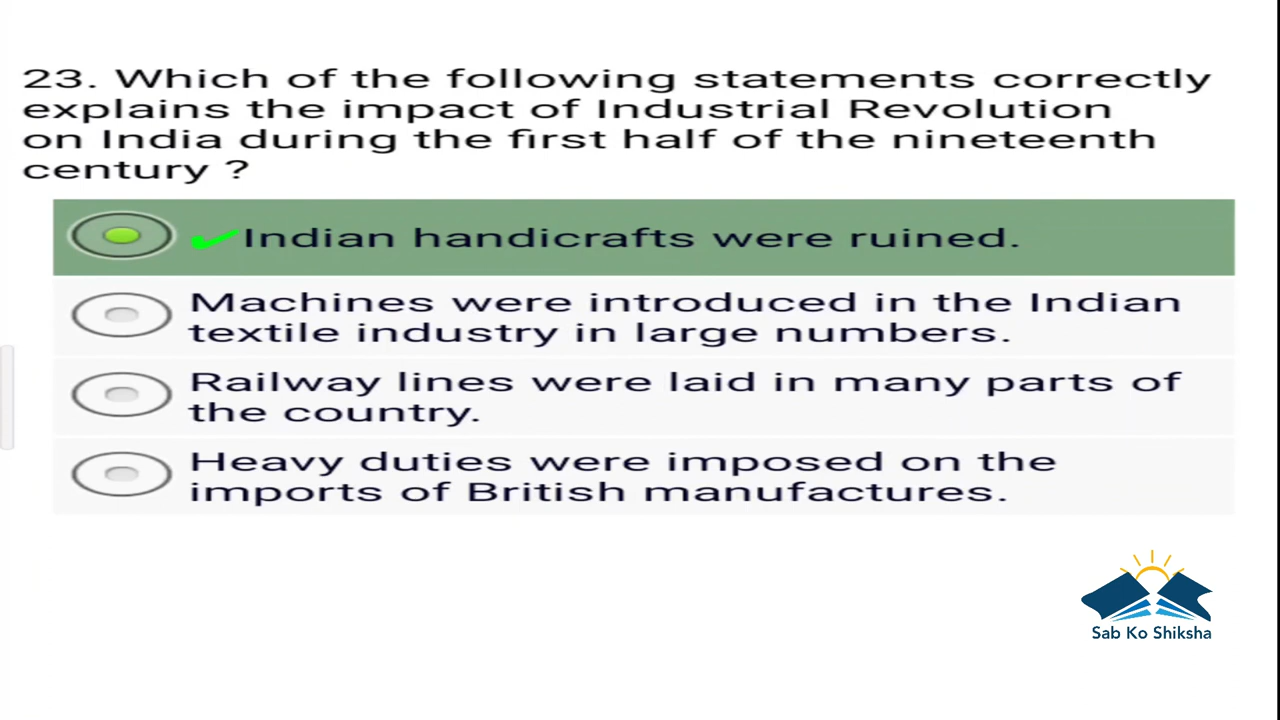 23. Which of the following statements correctly
explains the impact of Industrial Revolution
on India during the first half of the nineteenth
century ?
Indian handicrafts were ruined.
Machines were introduced in the Indian
textile industry in large numbers.
Railway lines were laid in many parts of
the country.
Heavy duties were imposed on the
imports of British manufactures.
Sab Ko Shiksha